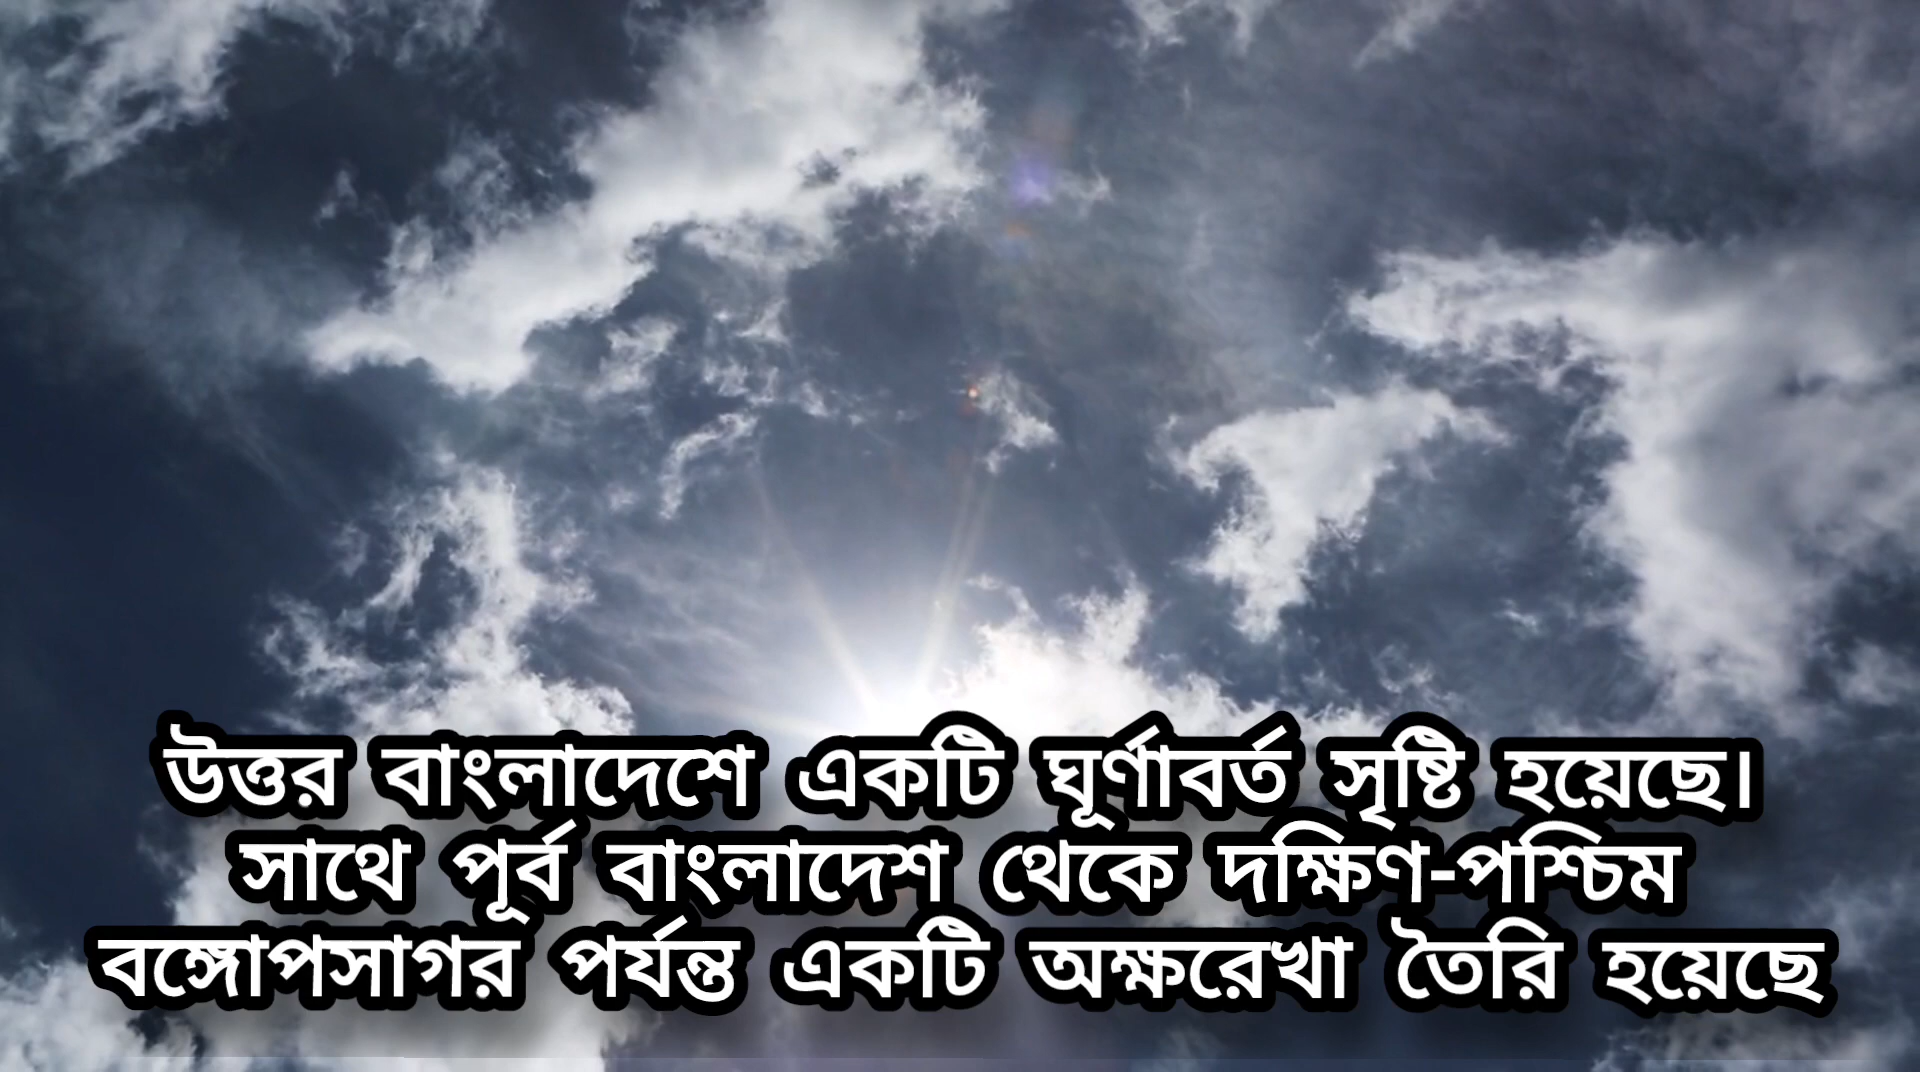 উত্তর বাংলাদেশে একটি ঘূর্ণাবর্ত সৃষ্টি হয়েছে।
সাথে পূর্ব বাংলাদেশ থেকে দক্ষিণ-পশ্চিম
বঙ্গোপসাগর পর্যন্ত একটি অক্ষরেখা তৈরি হয়েছে